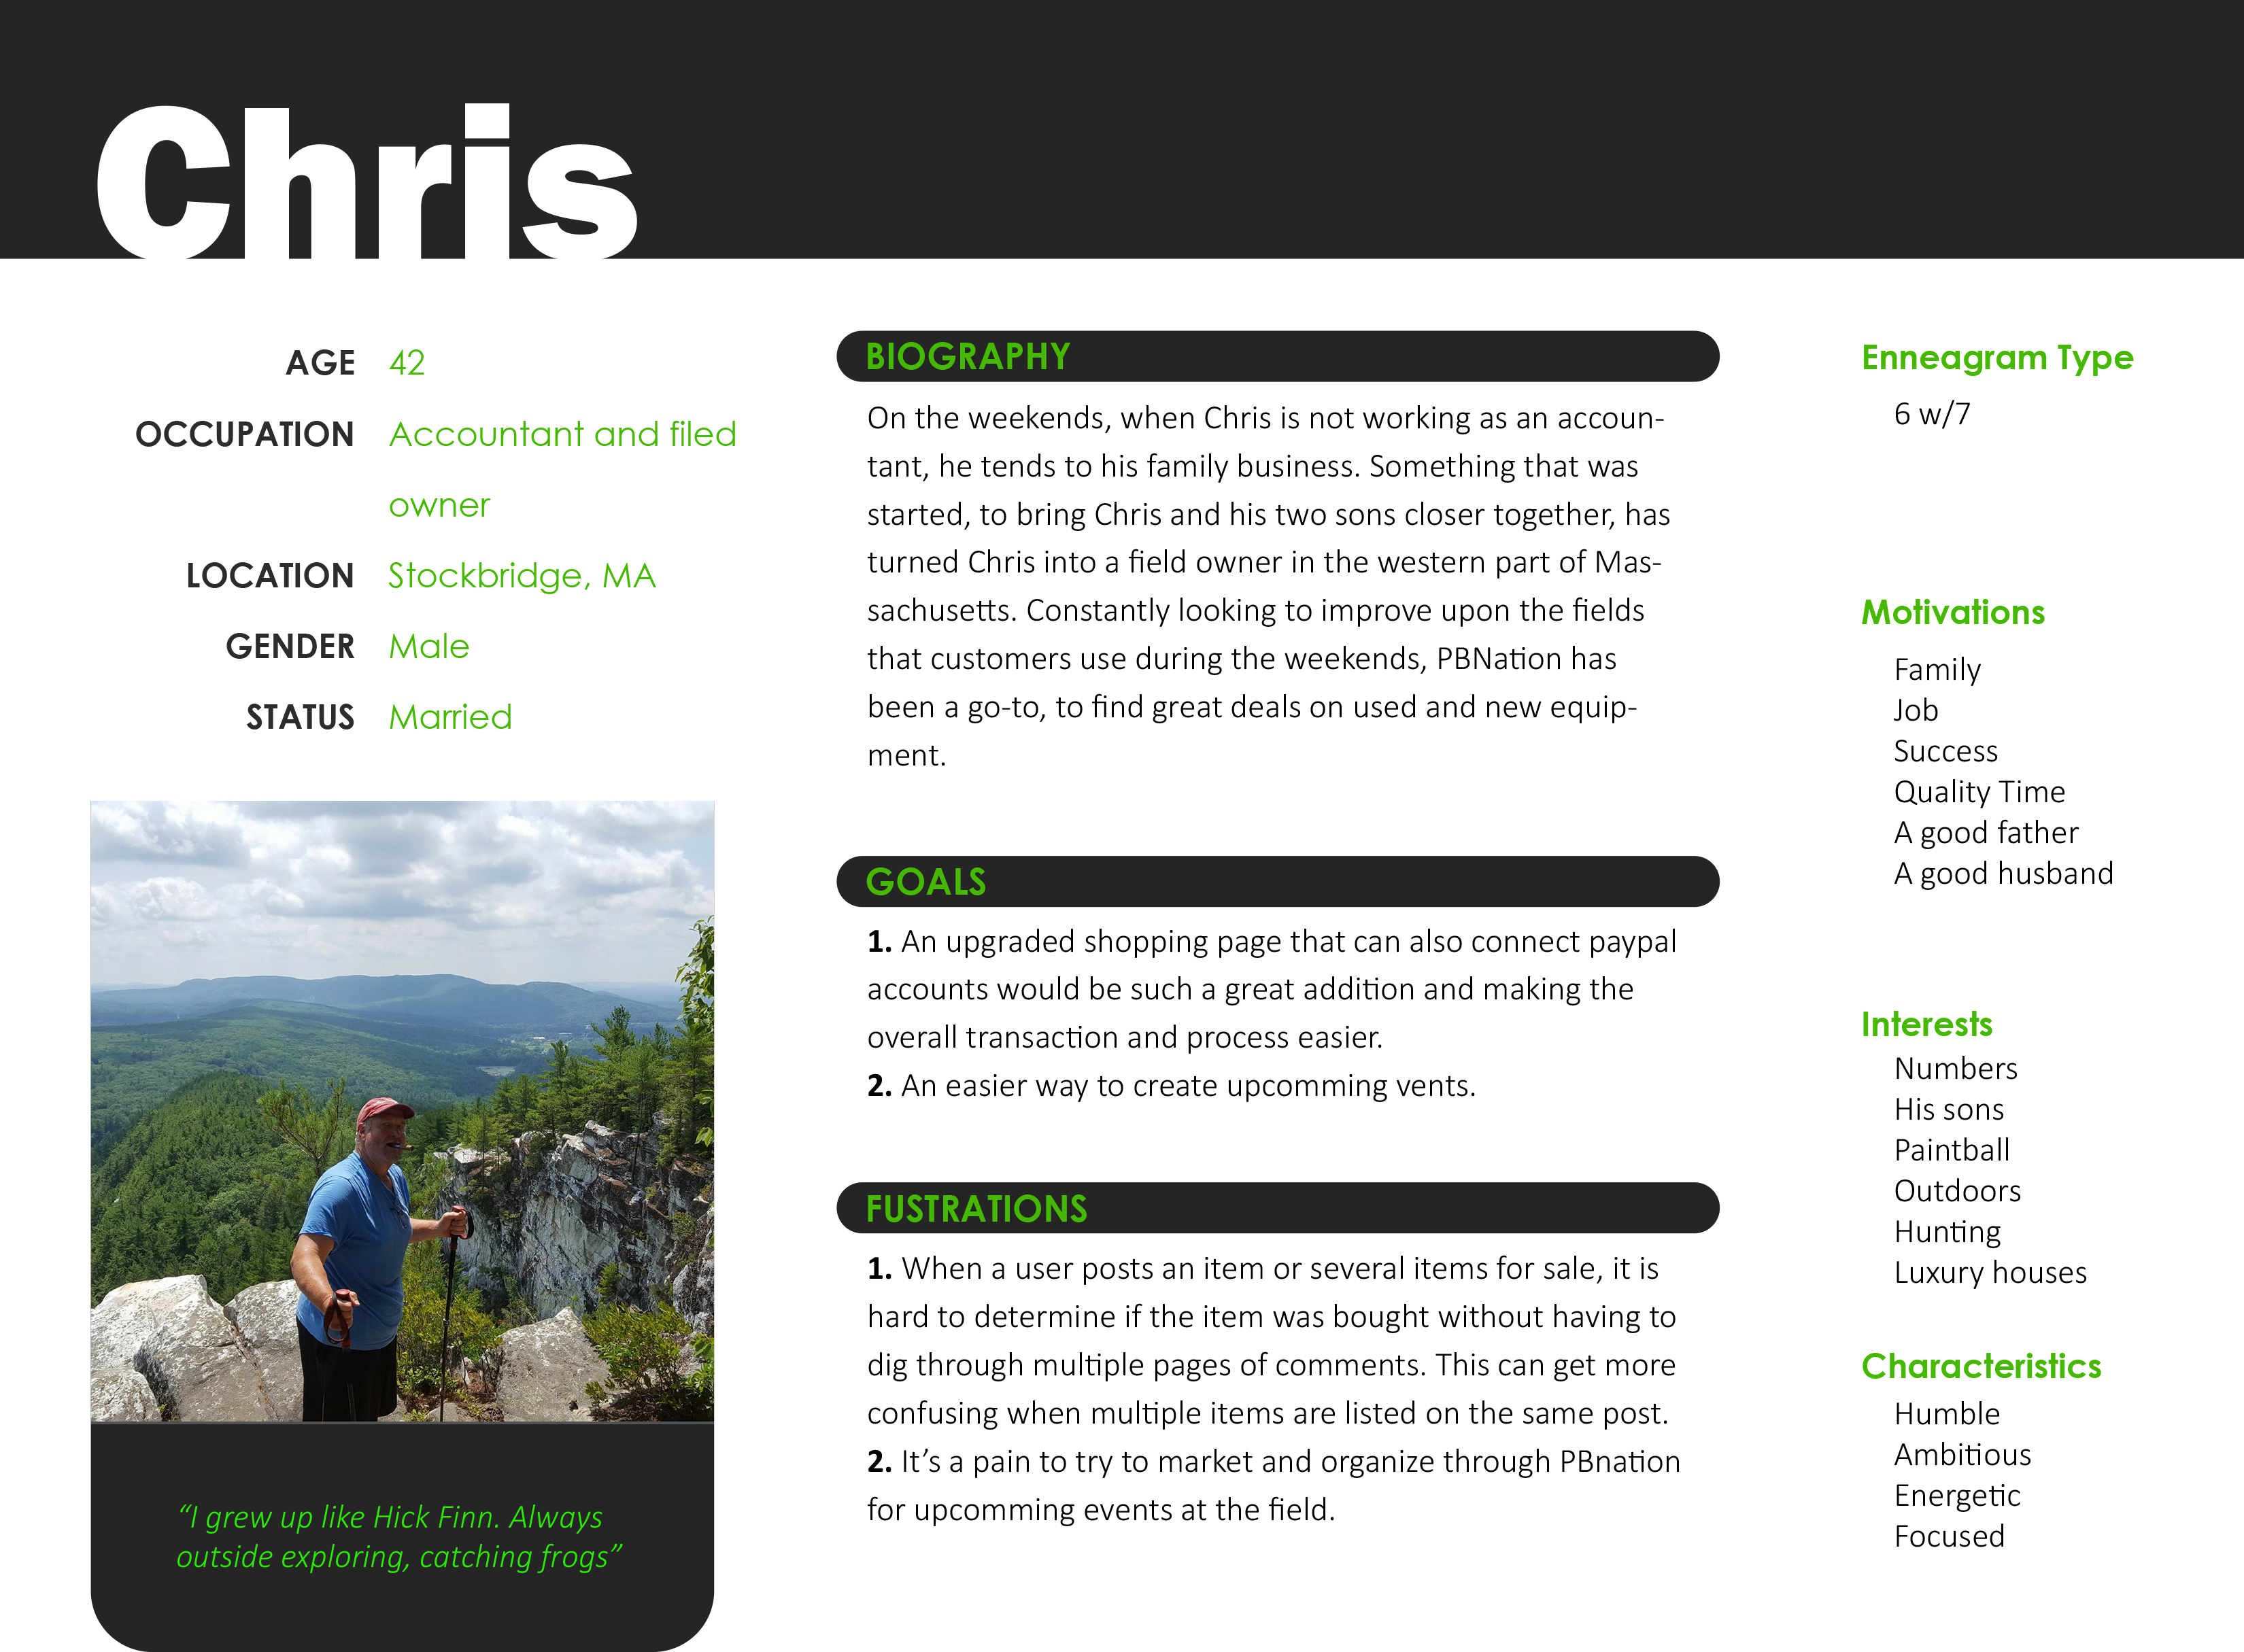 Chris
AGE 42
OCCUPATION Accountant and filed
owner
LOCATION Stockbridge, MA
GENDER Male
STATUS Married
“I grew up like Hick Finn. Always
outside exploring, catching frogs”
BIOGRAPHY
On the weekends, when Chris is not working as an accoun-
tant, he tends to his family business. Something that was
started, to bring Chris and his two sons closer together, has
turned Chris into a field owner in the western part of Mas-
sachusetts. Constantly looking to improve upon the fields
that customers use during the weekends, PBNation has
been a go-to, to find great deals on used and new equip-
ment.
GOALS
1. An upgraded shopping page that can also connect paypal
accounts would be such a great addition and making the
overall transaction and process easier.
2. An easier way to create upcomming vents.
FUSTRATIONS
1. When a user posts an item or several items for sale, it is
hard to determine if the item was bought without having to
dig through multiple pages of comments. This can get more
confusing when multiple items are listed on the same post.
2. It’s a pain to try to market and organize through PBnation
for upcomming events at the field.
Enneagram Type
6 w/7
Motivations
Family
Job
Success
Quality Time
A good father
A good husband
Interests
Numbers
His sons
Paintball
Outdoors
Hunting
Luxury houses
Characteristics
Humble
Ambitious
Energetic
Focused